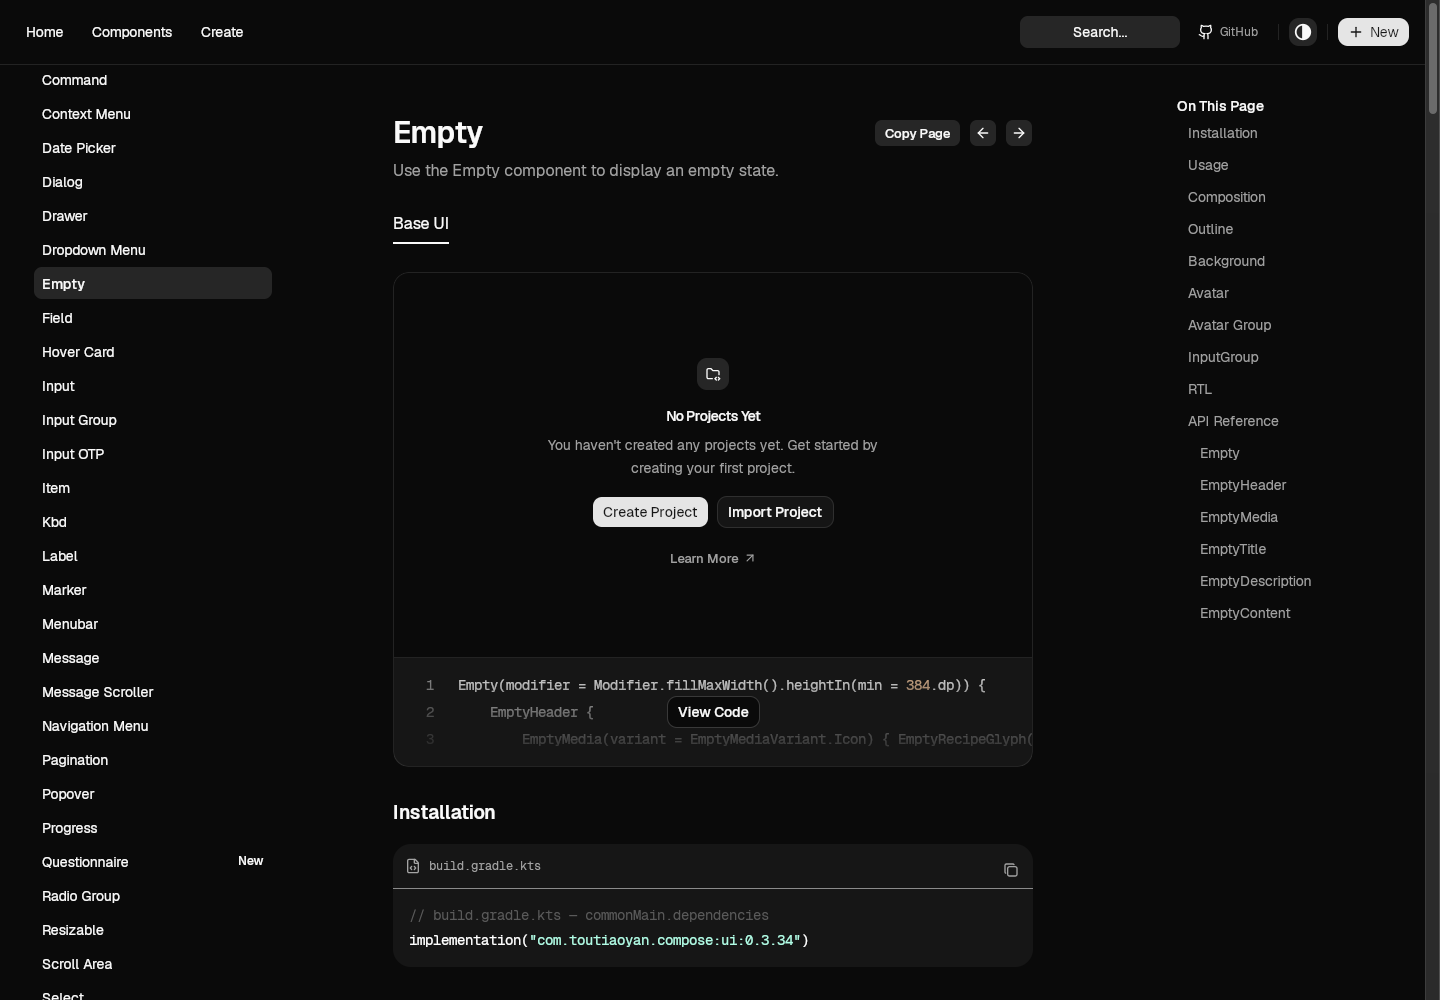 Home
Components
Create
Search...
GitHub
New
Command
Context Menu
Date Picker
Dialog
Drawer
Dropdown Menu
Empty
Field
Hover Card
Input
Input Group
Input OTP
Item
Kbd
Label
Marker
Menubar
Message
Message Scroller
Navigation Menu
Pagination
Popover
Progress
Questionnaire New
Radio Group
Resizable
Scroll Area
Select
Empty
Copy Page
Use the Empty component to display an empty state.
Base UI
No Projects Yet
You haven't created any projects yet. Get started by
creating your first project.
Create Project
Import Project
Learn More
1 Empty(modifier = Modifier.fillMaxWidth().heightIn(min = 384.dp)) {
2 EmptyHeader {
View Code
3 EmptyMedia(variant = EmptyMediaVariant.Icon) { EmptyRecipeGlyph(
Installation
build.gradle.kts
// build.gradle.kts — commonMain.dependencies
implementation("com.toutiaoyan.compose:ui:0.3.34")
On This Page
Installation
Usage
Composition
Outline
Background
Avatar
Avatar Group
InputGroup
RTL
API Reference
Empty
EmptyHeader
EmptyMedia
EmptyTitle
EmptyDescription
EmptyContent